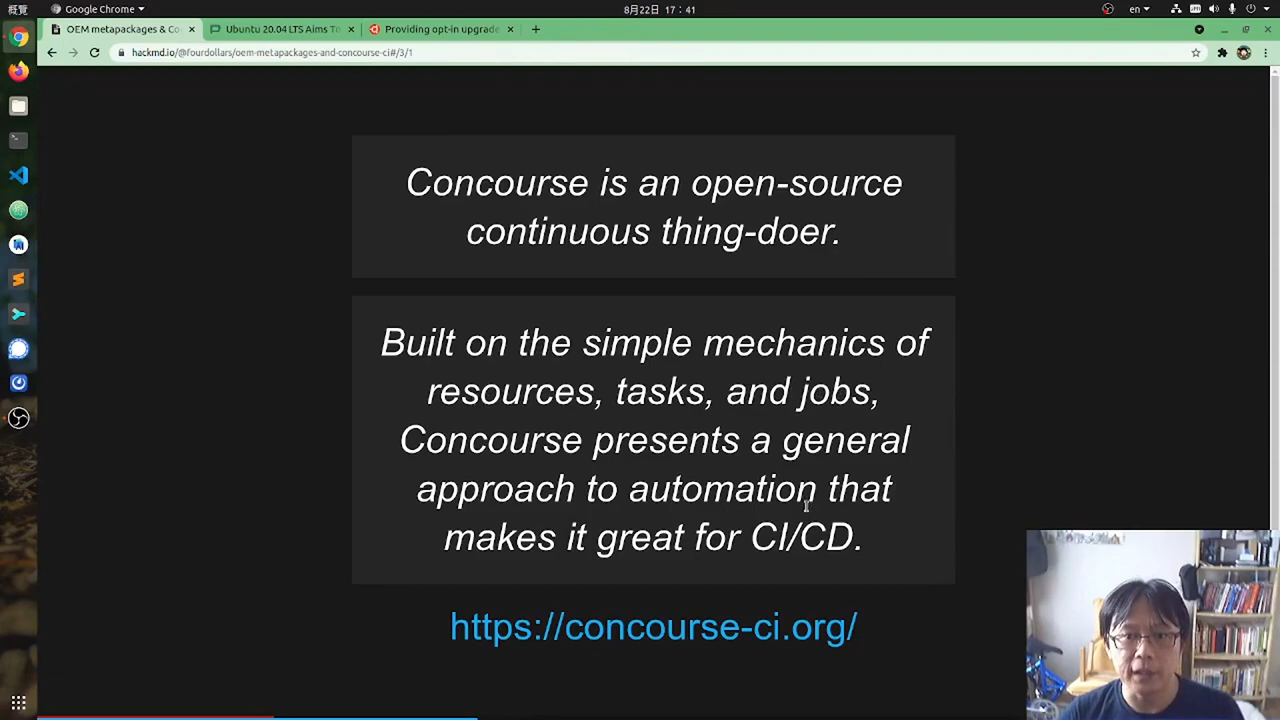 概覧
Google Chrome
8月22日 17：41
en
OEM metapackages & Co
Ubuntu 20.04 LTS Aims To
Providing opt-in upgrade
hackmd.io/@fourdollars/oem-metapackages-and-concourse-ci#/3/1
Concourse is an open-source
continuous thing-doer.
Built on the simple mechanics of
resources, tasks, and jobs,
Concourse presents a general
approach to automation that
makes it great for CI/CD.
https://concourse-ci.org/